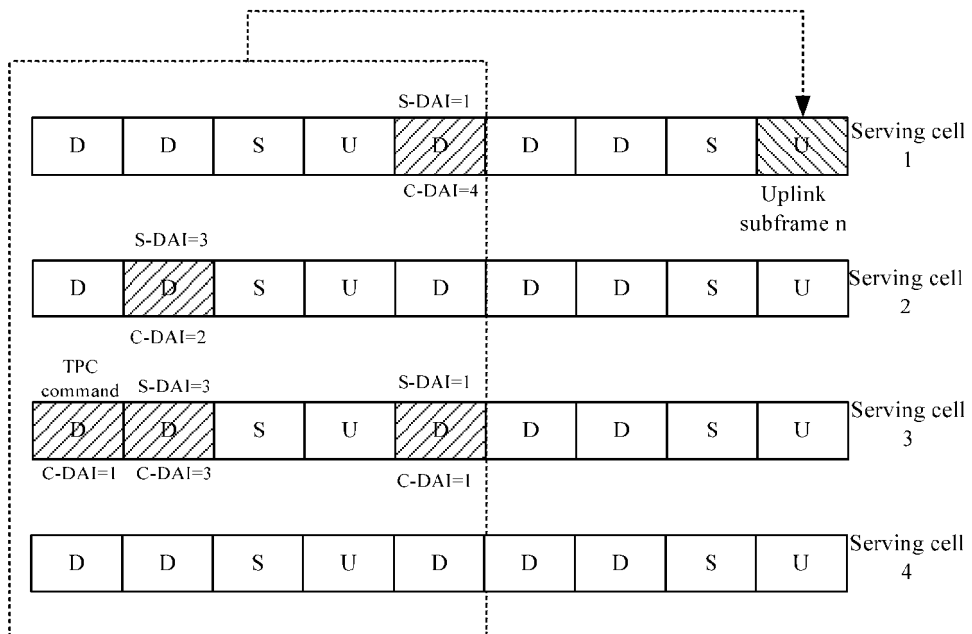 S-DAI=1
D D S U D D D S U
Serving cell
1
C-DAI=4
Uplink
subframe n
S-DAI=3
D D S U D D D S U
Serving cell
2
C-DAI=2
TPC
command
S-DAI=3
S-DAI=1
D D S U D D D S U
Serving cell
3
C-DAI=1
C-DAI=3
C-DAI=1
D D S U D D D S U
Serving cell
4